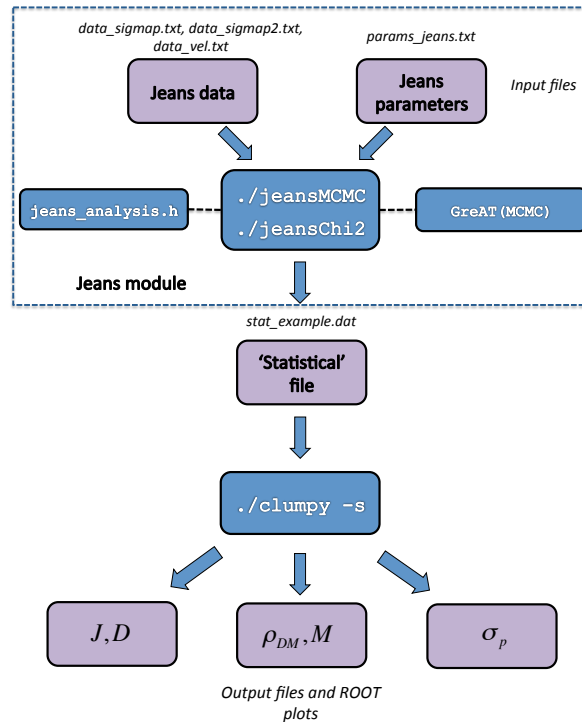 data_sigmap.txt, data_sigmap2.txt,
data_vel.txt
params_jeans.txt
Jeans data
Jeans
parameters
Input files
jeans_analysis.h
./jeansMCMC
./jeansChi2
GreAT(MCMC)
Jeans module
stat_example.dat
‘Statistical’
file
./clumpy -s
J,D
ρ_DM,M
σ_p
Output files and ROOT
plots